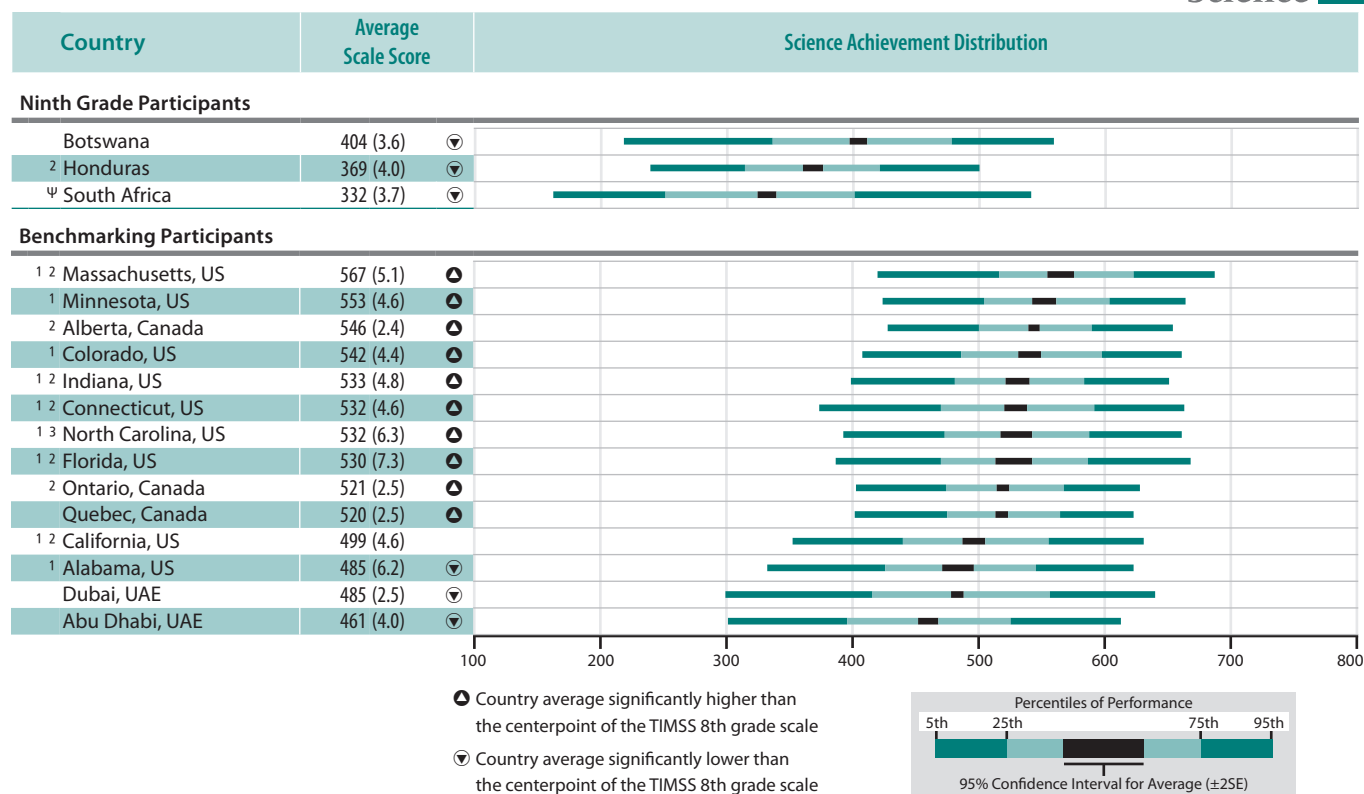 Country Average Scale Score Science Achievement Distribution
Ninth Grade Participants
Botswana 404 (3.6)
2 Honduras 369 (4.0)
Ψ South Africa 332 (3.7)
Benchmarking Participants
1 2 Massachusetts, US 567 (5.1)
1 Minnesota, US 553 (4.6)
2 Alberta, Canada 546 (2.4)
1 Colorado, US 542 (4.4)
1 2 Indiana, US 533 (4.8)
1 2 Connecticut, US 532 (4.6)
1 3 North Carolina, US 532 (6.3)
1 2 Florida, US 530 (7.3)
2 Ontario, Canada 521 (2.5)
Quebec, Canada 520 (2.5)
1 2 California, US 499 (4.6)
1 Alabama, US 485 (6.2)
Dubai, UAE 485 (2.5)
Abu Dhabi, UAE 461 (4.0)
100 200 300 400 500 600 700 800
Country average significantly higher than
the centerpoint of the TIMSS 8th grade scale
Country average significantly lower than
the centerpoint of the TIMSS 8th grade scale
Percentiles of Performance
5th 25th 75th 95th
95% Confidence Interval for Average (±2SE)